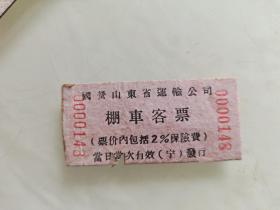 國營山東省運輸公司
棚車客票
(票价內包括2%保險費)
當日當次有效(字)發行
0000148
0000148